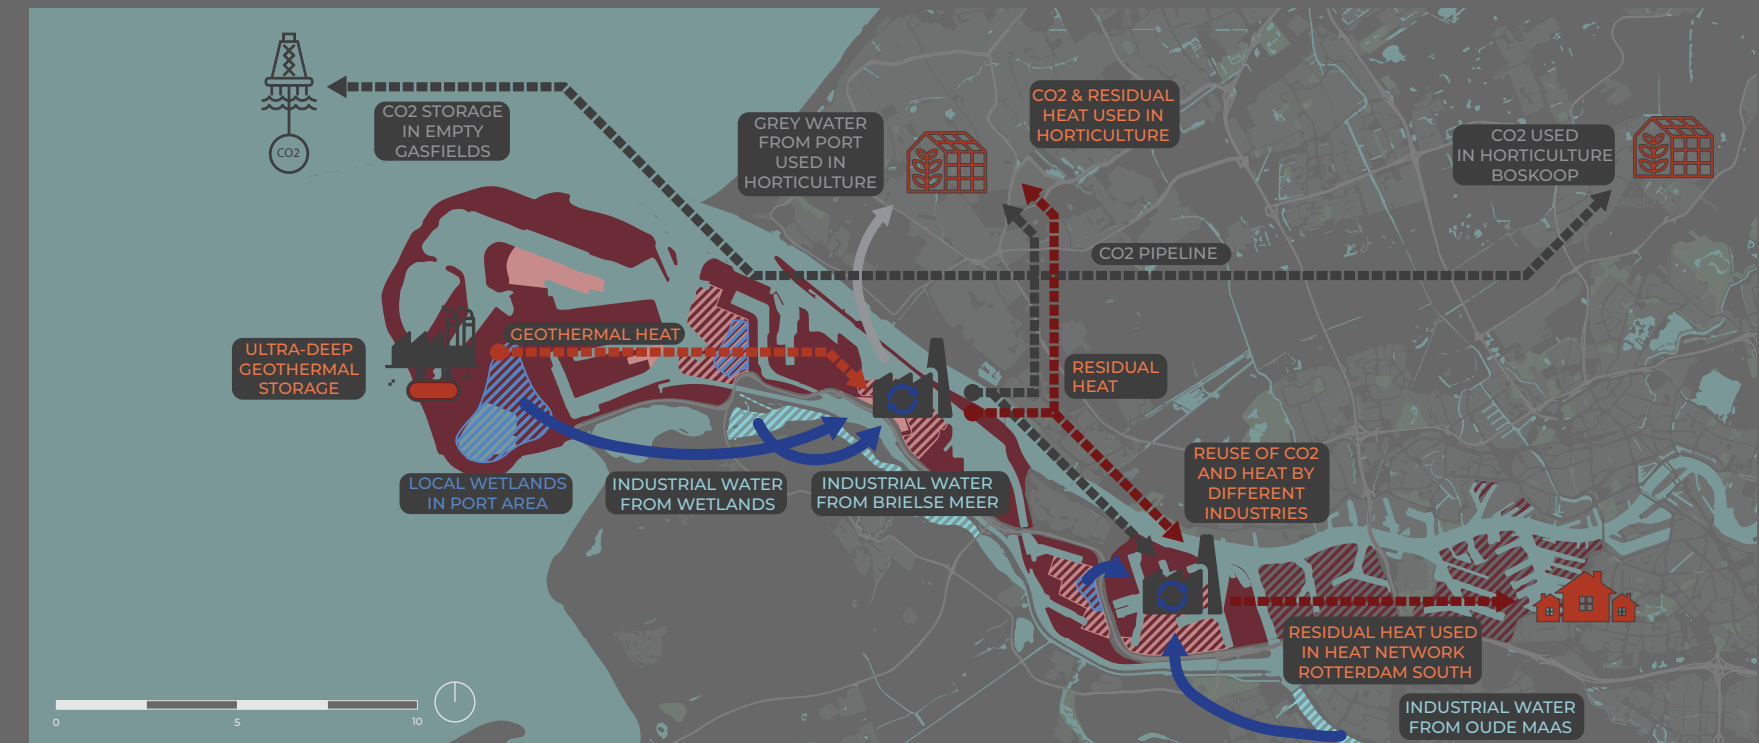 CO2
CO2 STORAGE
IN EMPTY
GASFIELDS
GREY WATER
FROM PORT
USED IN
HORTICULTURE
CO2 & RESIDUAL
HEAT USED IN
HORTICULTURE
CO2 USED
IN HORTICULTURE
BOSKOOP
CO2 PIPELINE
ULTRA-DEEP
GEOTHERMAL
STORAGE
GEOTHERMAL HEAT
RESIDUAL
HEAT
LOCAL WETLANDS
IN PORT AREA
INDUSTRIAL WATER
FROM WETLANDS
INDUSTRIAL WATER
FROM BRIELSE MEER
REUSE OF CO2
AND HEAT BY
DIFFERENT
INDUSTRIES
RESIDUAL HEAT USED
IN HEAT NETWORK
ROTTERDAM SOUTH
INDUSTRIAL WATER
FROM OUDE MAAS
0
5
10